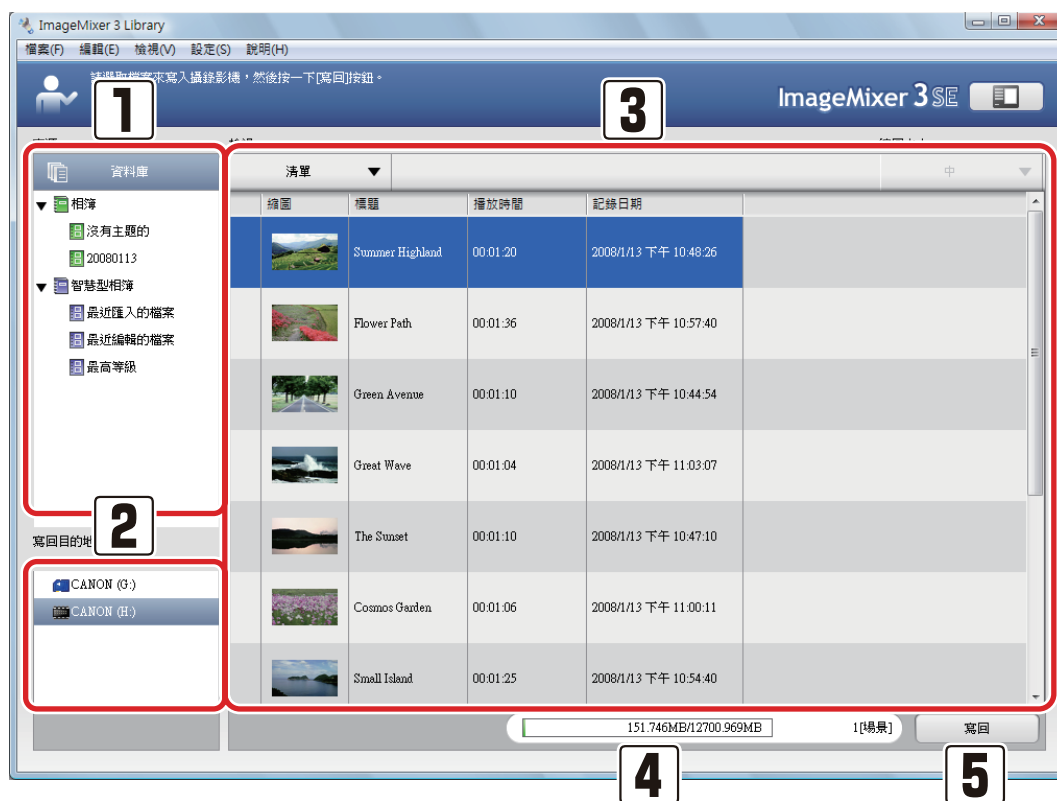 ImageMixer 3 Library
檔案(F) 編輯(E) 檢視(V) 設定(S) 說明(H)
來寫入攝錄影機,然後按一下[寫回]按鈕。
ImageMixer 3 SE
1
3
資料庫
清單
中
相簿
沒有主題的
20080113
智慧型相簿
最近匯入的檔案
最近編輯的檔案
最高等級
縮圖 標題 播放時間 記錄日期
Summer Highland 00:01:20 2008/1/13 下午 10:48:26
Flower Path 00:01:36 2008/1/13 下午 10:57:40
Green Avenue 00:01:10 2008/1/13 下午 10:44:54
Great Wave 00:01:04 2008/1/13 下午 11:03:07
The Sunset 00:01:10 2008/1/13 下午 10:47:10
Cosmos Garden 00:01:06 2008/1/13 下午 11:00:11
Small Island 00:01:25 2008/1/13 下午 10:54:40
2
寫回目的地
CANON (G:)
CANON (H:)
151.746MB/12700.969MB
1[場景]
寫回
4
5